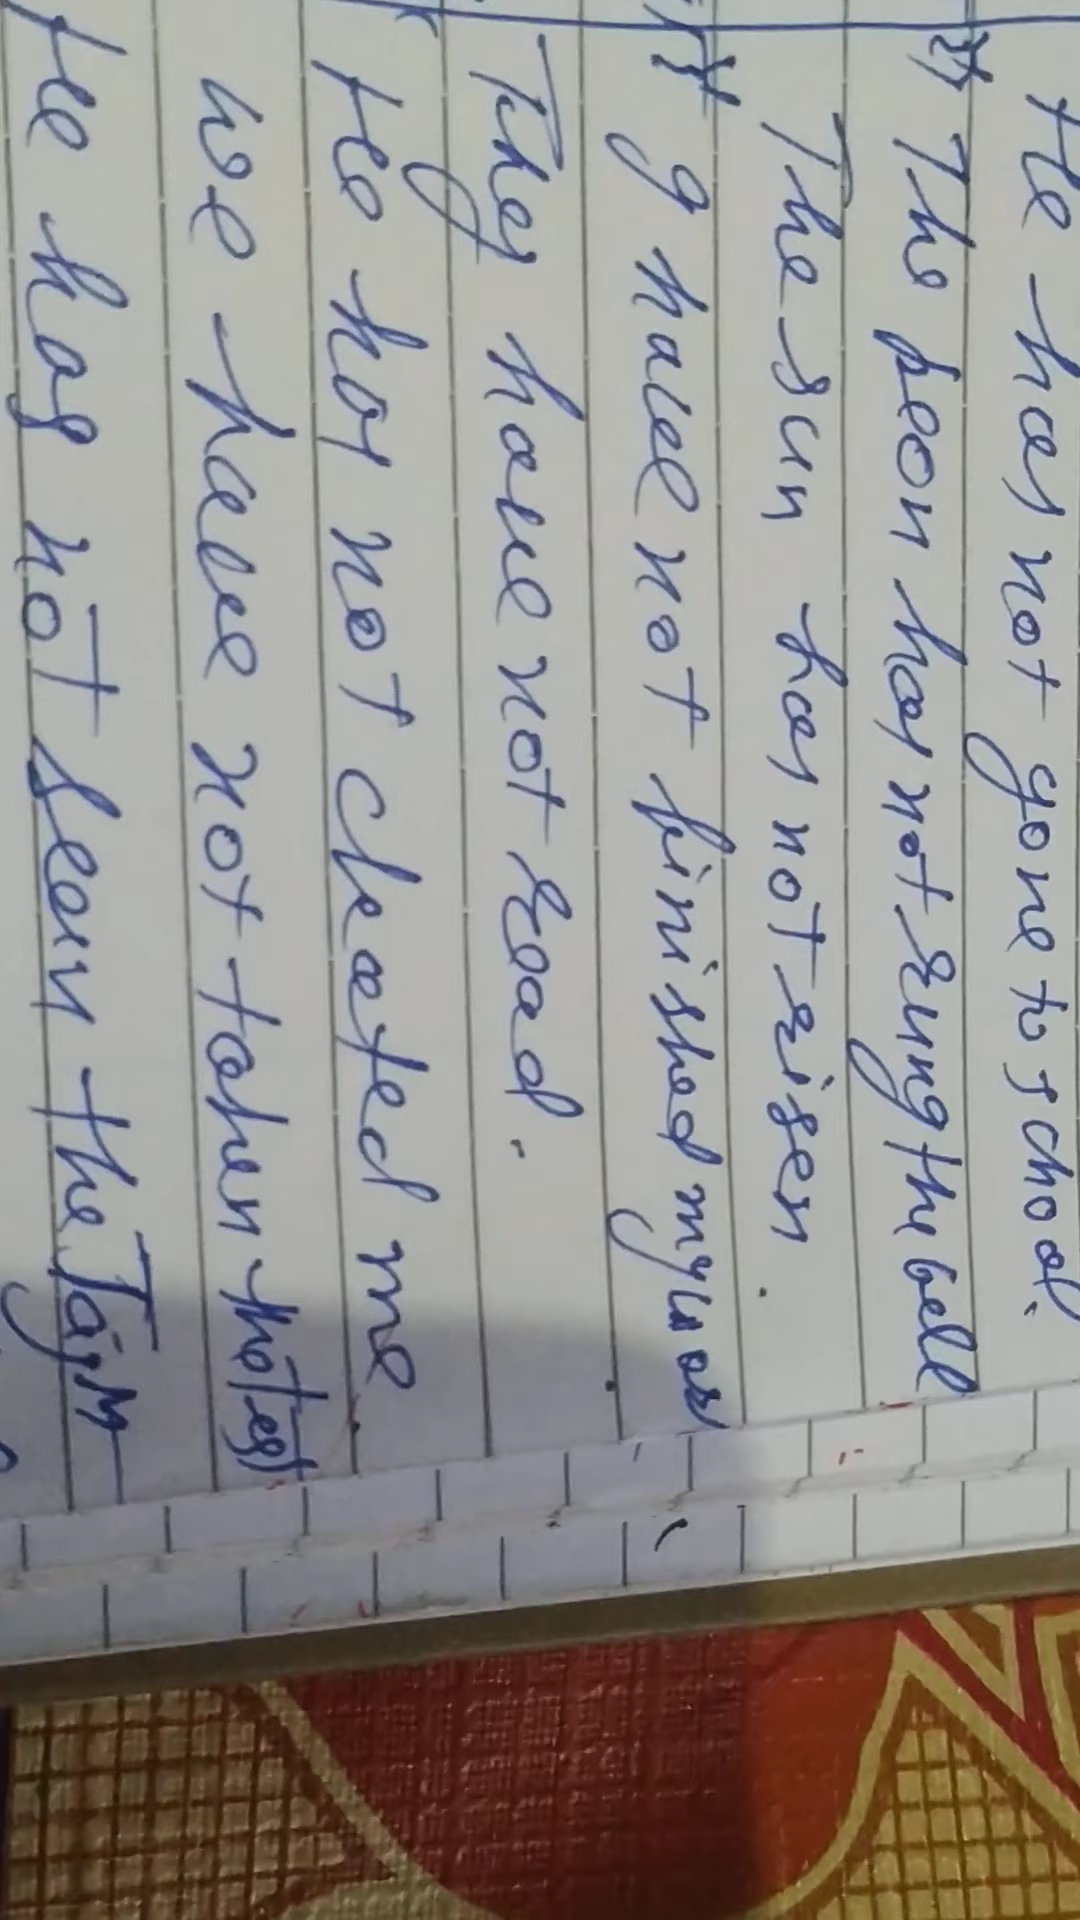 He has not gone to school.
The peon has not rung the bell
The sun has not risen.
I have not finished my wor
They have not read.
He has not cheated me
we have not taken the test
He has not seen the Taj M